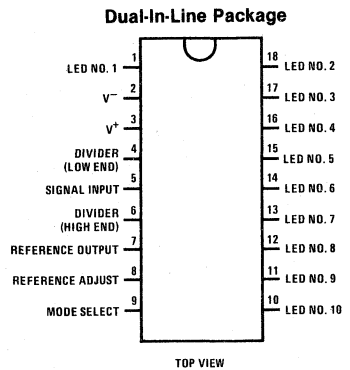 Dual-In-Line Package
1 LED NO. 1
2 V⁻
3 V⁺
4 DIVIDER
(LOW END)
5 SIGNAL INPUT
6 DIVIDER
(HIGH END)
7 REFERENCE OUTPUT
8 REFERENCE ADJUST
9 MODE SELECT
18 LED NO. 2
17 LED NO. 3
16 LED NO. 4
15 LED NO. 5
14 LED NO. 6
13 LED NO. 7
12 LED NO. 8
11 LED NO. 9
10 LED NO. 10
TOP VIEW